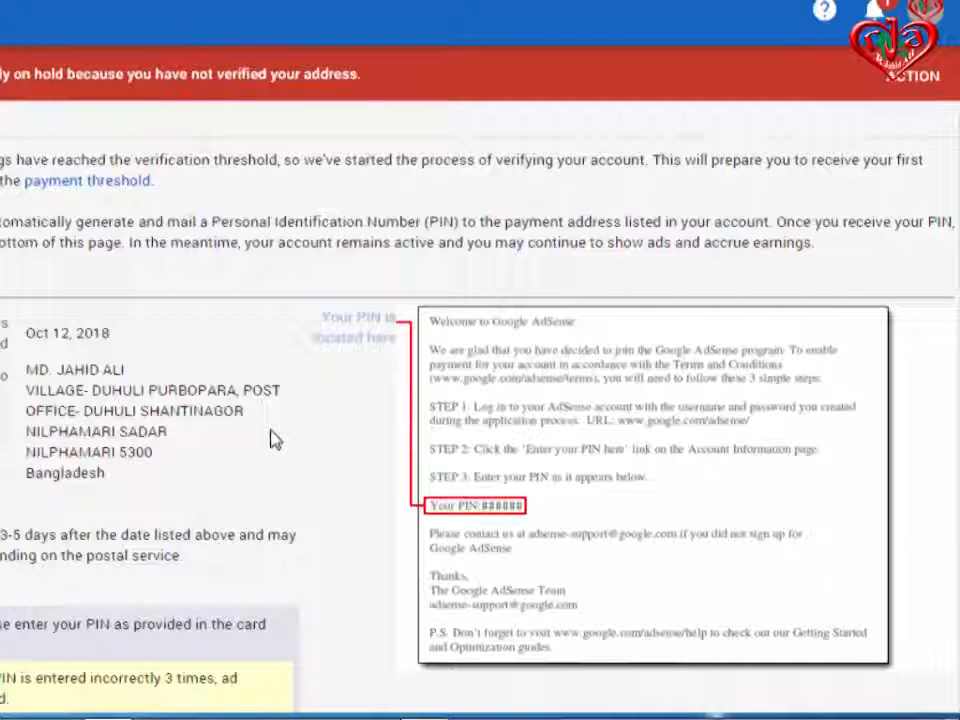 ?
1
ly on hold because you have not verified your address.
ACTION
gs have reached the verification threshold, so we've started the process of verifying your account. This will prepare you to receive your first
the payment threshold.
tomatically generate and mail a Personal Identification Number (PIN) to the payment address listed in your account. Once you receive your PIN,
ottom of this page. In the meantime, your account remains active and you may continue to show ads and accrue earnings.
s
d
Oct 12, 2018
o
MD. JAHID ALI
VILLAGE- DUHULI PURBOPARA, POST
OFFICE- DUHULI SHANTINAGOR
NILPHAMARI SADAR
NILPHAMARI 5300
Bangladesh
3-5 days after the date listed above and may
nding on the postal service.
se enter your PIN as provided in the card
PIN is entered incorrectly 3 times, ad
d.
Your PIN is
located here
Welcome to Google AdSense
We are glad that you have decided to join the Google AdSense program. To enable
payment for your account in accordance with the Terms and Conditions
(www.google.com/adsense/terms), you will need to follow these 3 simple steps:
STEP 1: Log in to your AdSense account with the username and password you created
during the application process. URL: www.google.com/adsense/
STEP 2: Click the 'Enter your PIN here' link on the Account Information page.
STEP 3: Enter your PIN as it appears below.
Your PIN:######
Please contact us at adsense-support@google.com if you did not sign up for
Google AdSense
Thanks,
The Google AdSense Team
adsense-support@google.com
P.S. Don't forget to visit www.google.com/adsense/help to check out our Getting Started
and Optimization guides.